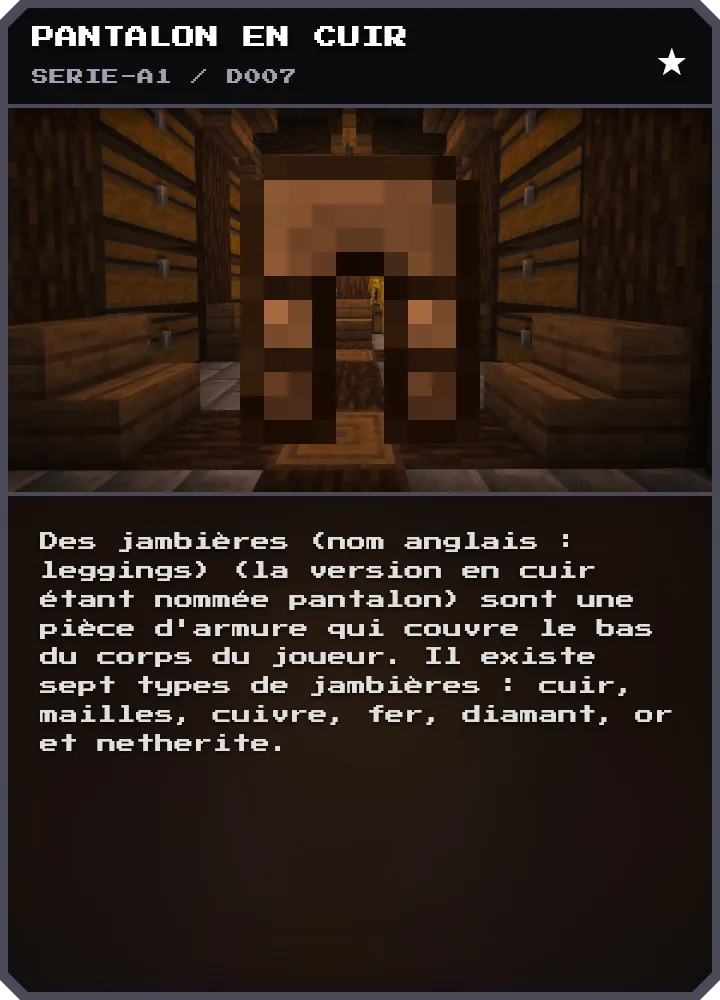 PANTALON EN CUIR
SERIE-A1 / D007
Des jambières (nom anglais :
leggings) (la version en cuir
étant nommée pantalon) sont une
pièce d'armure qui couvre le bas
du corps du joueur. Il existe
sept types de jambières : cuir,
mailles, cuivre, fer, diamant, or
et netherite.